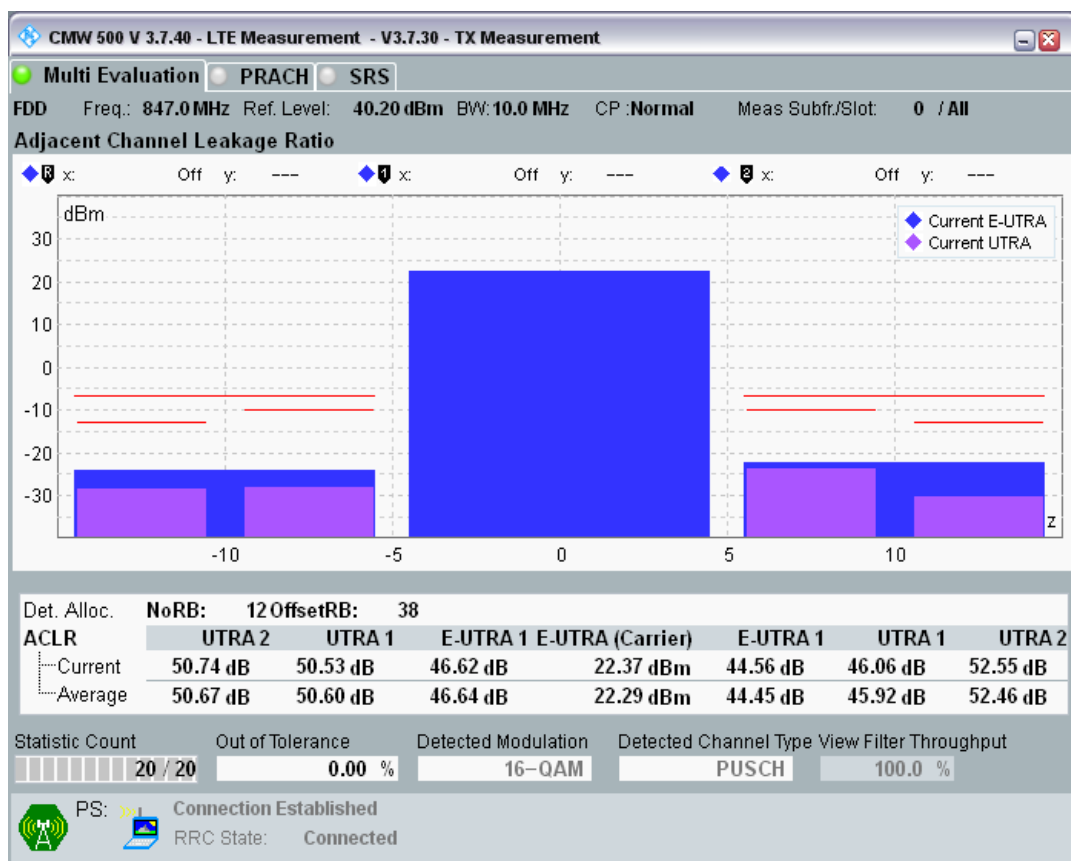 CMW 500 V 3.7.40 - LTE Measurement - V3.7.30 - TX Measurement
Multi Evaluation PRACH SRS
FDD Freq.: 847.0 MHz Ref. Level: 40.20 dBm BW: 10.0 MHz CP :Normal Meas Subfr./Slot: 0 / All
Adjacent Channel Leakage Ratio
R x: Off y: --- 1 x: Off y: --- 2 x: Off y: ---
dBm
Current E-UTRA
Current UTRA
30
20
10
0
-10
-20
-30
z
-10 -5 0 5 10
Det. Alloc. NoRB: 12 OffsetRB: 38
ACLR UTRA 2 UTRA 1 E-UTRA 1 E-UTRA (Carrier) E-UTRA 1 UTRA 1 UTRA 2
Current 50.74 dB 50.53 dB 46.62 dB 22.37 dBm 44.56 dB 46.06 dB 52.55 dB
Average 50.67 dB 50.60 dB 46.64 dB 22.29 dBm 44.45 dB 45.92 dB 52.46 dB
Statistic Count Out of Tolerance Detected Modulation Detected Channel Type View Filter Throughput
20 / 20 0.00 % 16-QAM PUSCH 100.0 %
PS: Connection Established
RRC State: Connected